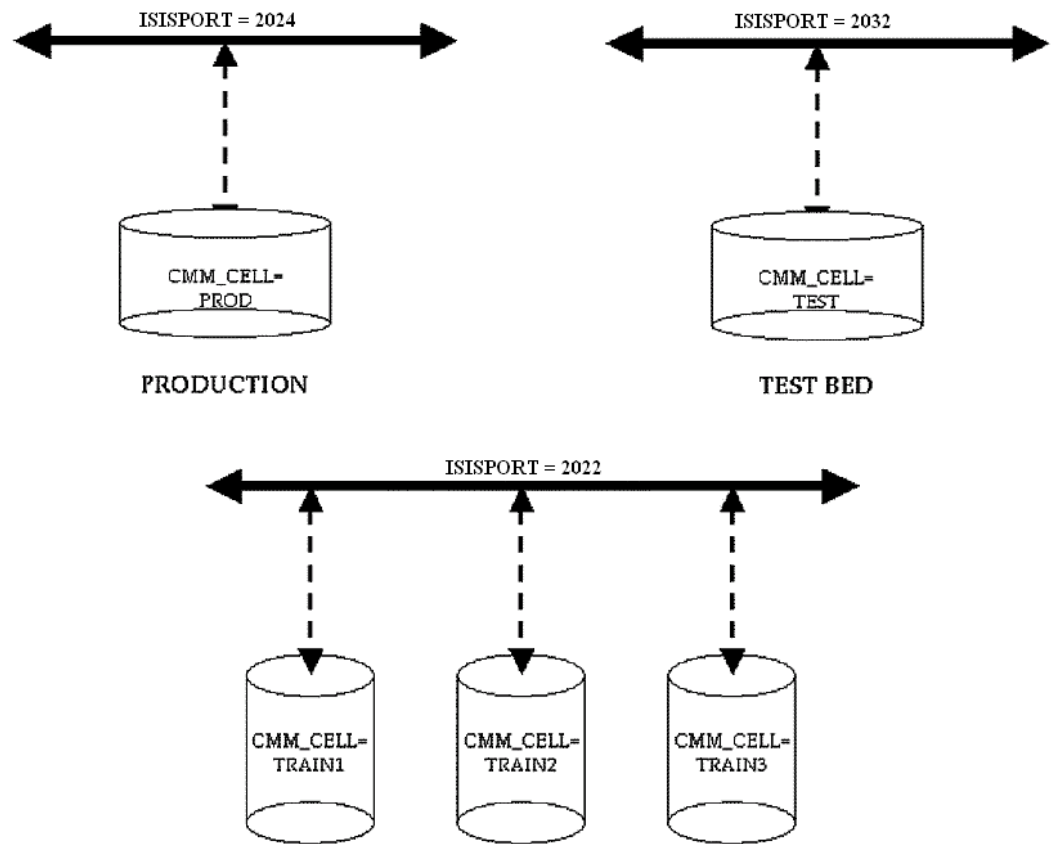 ISISPORT = 2024
ISISPORT = 2032
CMM_CELL=
PROD
CMM_CELL=
TEST
PRODUCTION
TEST BED
ISISPORT = 2022
CMM_CELL=
TRAIN1
CMM_CELL=
TRAIN2
CMM_CELL=
TRAIN3